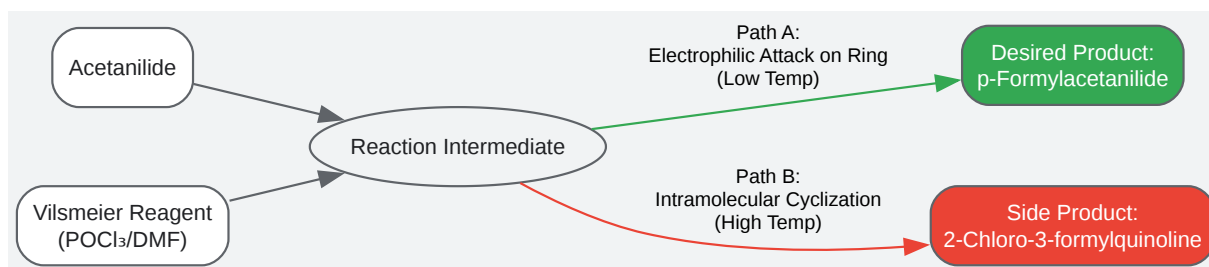 Acetanilide
Vilsmeier Reagent
(POCl₃/DMF)
Reaction Intermediate
Path A:
Electrophilic Attack on Ring
(Low Temp)
Desired Product:
p-Formylacetanilide
Path B:
Intramolecular Cyclization
(High Temp)
Side Product:
2-Chloro-3-formylquinoline